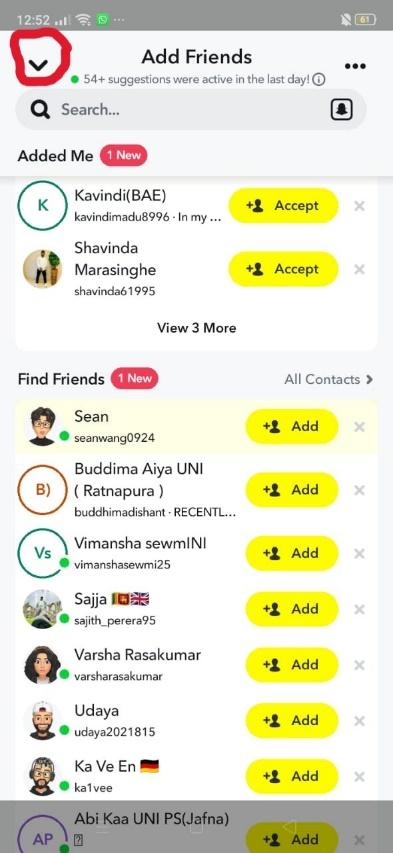 12:52 61
Add Friends
54+ suggestions were active in the last day!
Search...
Added Me 1 New
K Kavindi(BAE)
kavindimadu8996 · In my ... Accept
Shavinda
Marasinghe
shavinda61995 Accept
View 3 More
Find Friends 1 New All Contacts
Sean
seanwang0924 Add
B) Buddima Aiya UNI
( Ratnapura )
buddhimadishant · RECENTL... Add
Vs Vimansha sewmINI
vimanshasewmi25 Add
Sajja 🇱🇰🇬🇧
sajith_perera95 Add
Varsha Rasakumar
varsharasakumar Add
Udaya
udaya2021815 Add
Ka Ve En 🇩🇪
ka1vee Add
AP Abi Kaa UNI PS(Jafna) Add